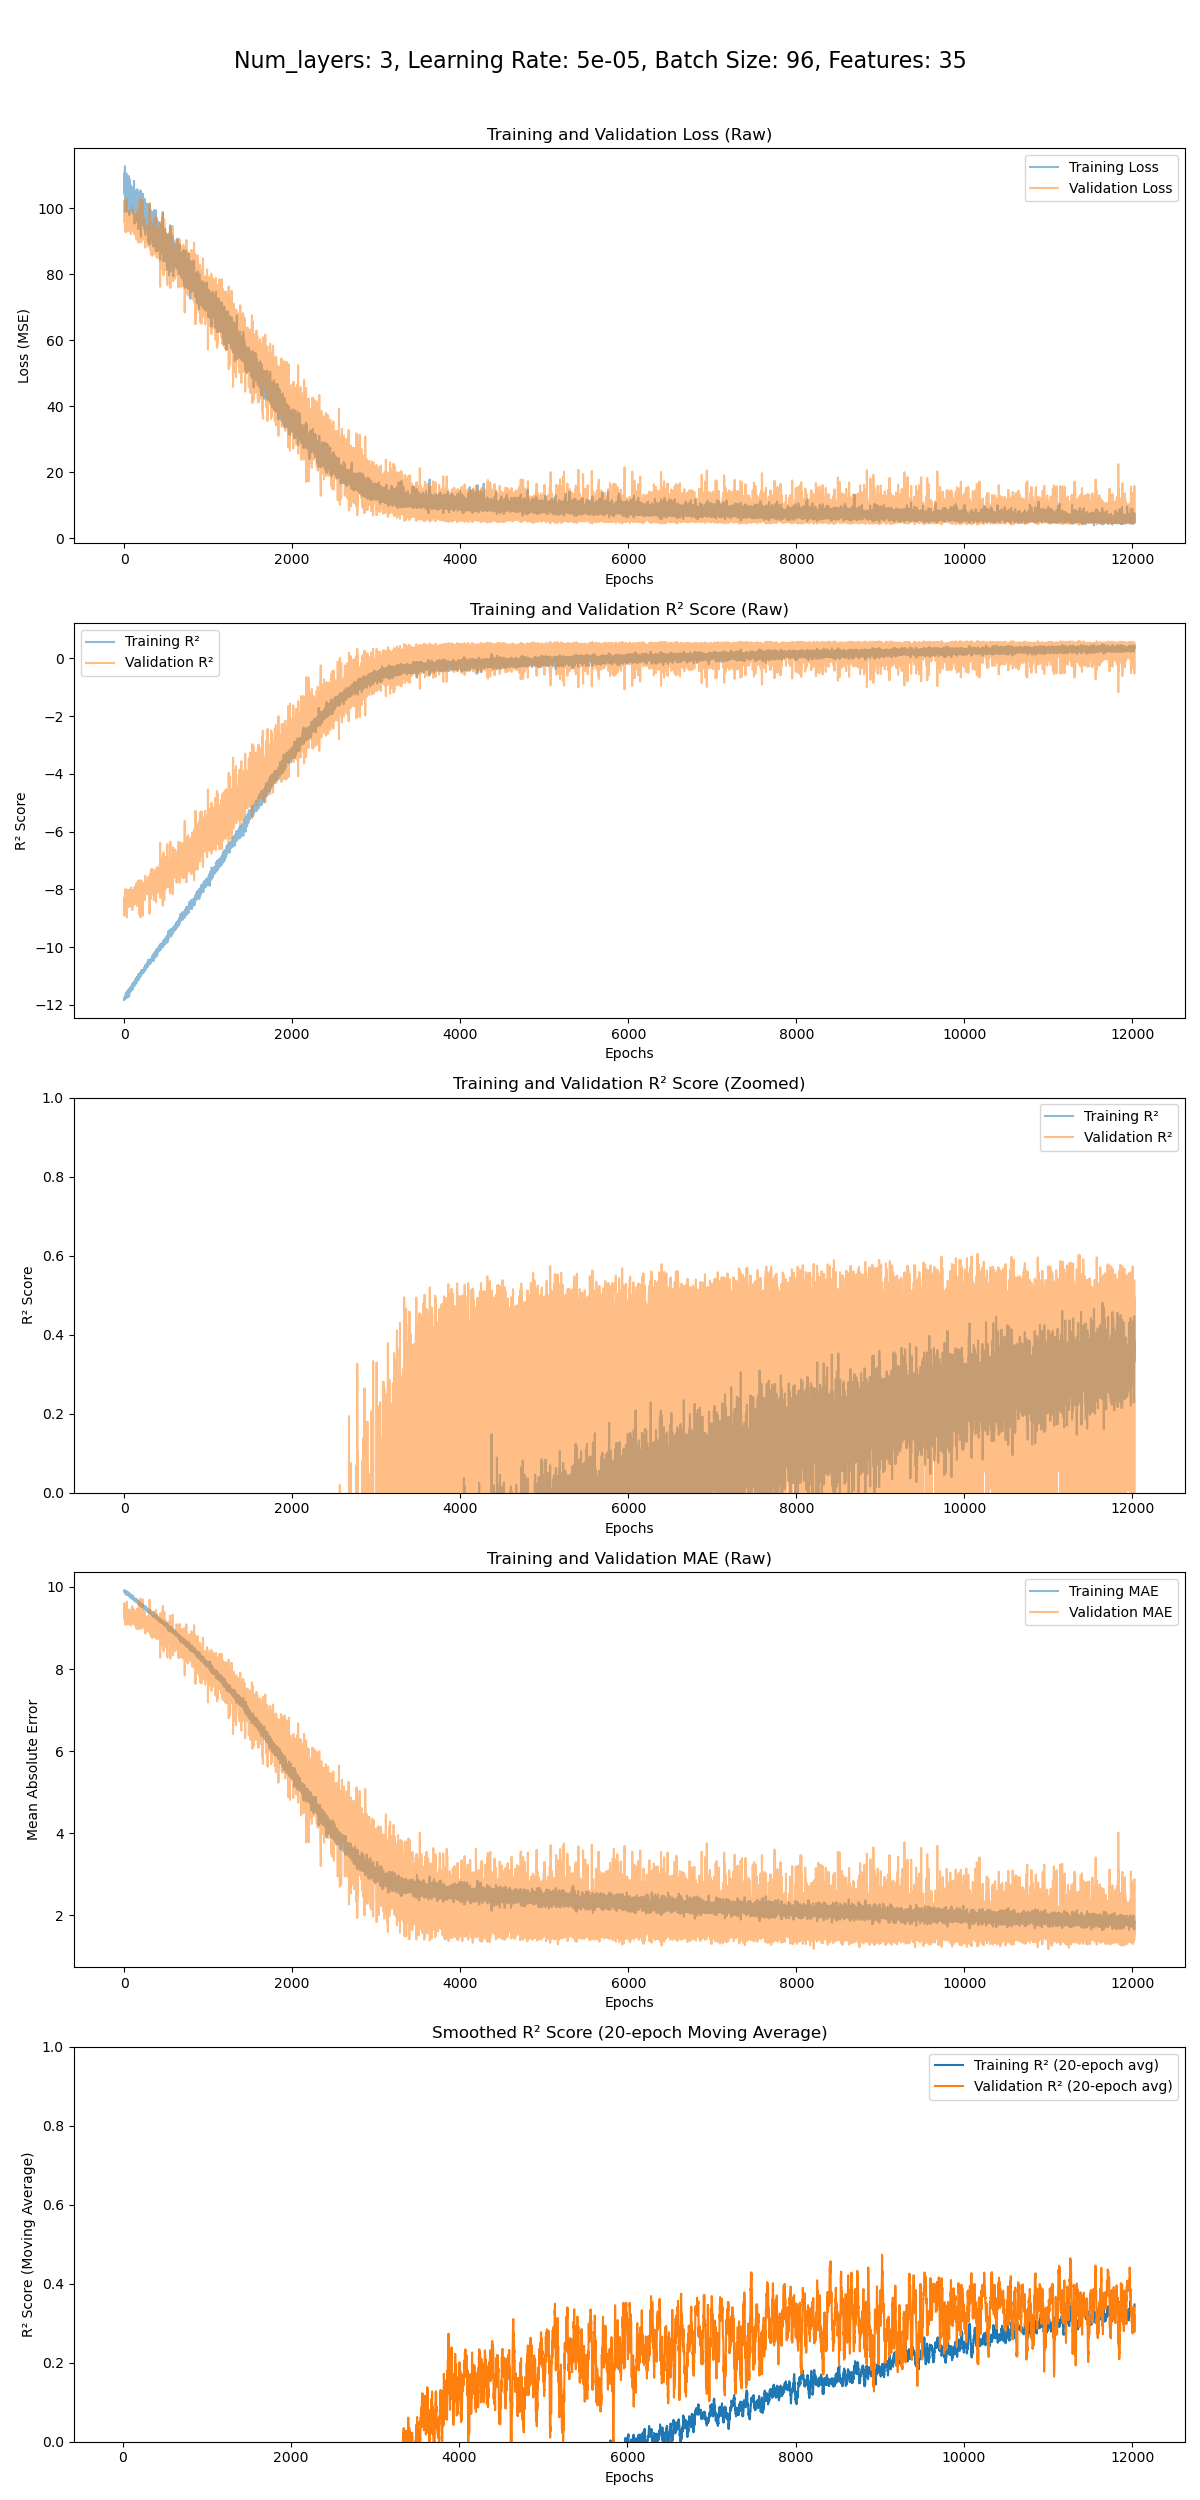 Num_layers: 3, Learning Rate: 5e-05, Batch Size: 96, Features: 35
Training and Validation Loss (Raw)
Training Loss
Validation Loss
Loss (MSE)
100
80
60
40
20
0
0 2000 4000 6000 8000 10000 12000
Epochs
Training and Validation R² Score (Raw)
Training R²
Validation R²
R² Score
0
−2
−4
−6
−8
−10
−12
0 2000 4000 6000 8000 10000 12000
Epochs
Training and Validation R² Score (Zoomed)
Training R²
Validation R²
R² Score
1.0
0.8
0.6
0.4
0.2
0.0
0 2000 4000 6000 8000 10000 12000
Epochs
Training and Validation MAE (Raw)
Training MAE
Validation MAE
Mean Absolute Error
10
8
6
4
2
0 2000 4000 6000 8000 10000 12000
Epochs
Smoothed R² Score (20-epoch Moving Average)
Training R² (20-epoch avg)
Validation R² (20-epoch avg)
R² Score (Moving Average)
1.0
0.8
0.6
0.4
0.2
0.0
0 2000 4000 6000 8000 10000 12000
Epochs